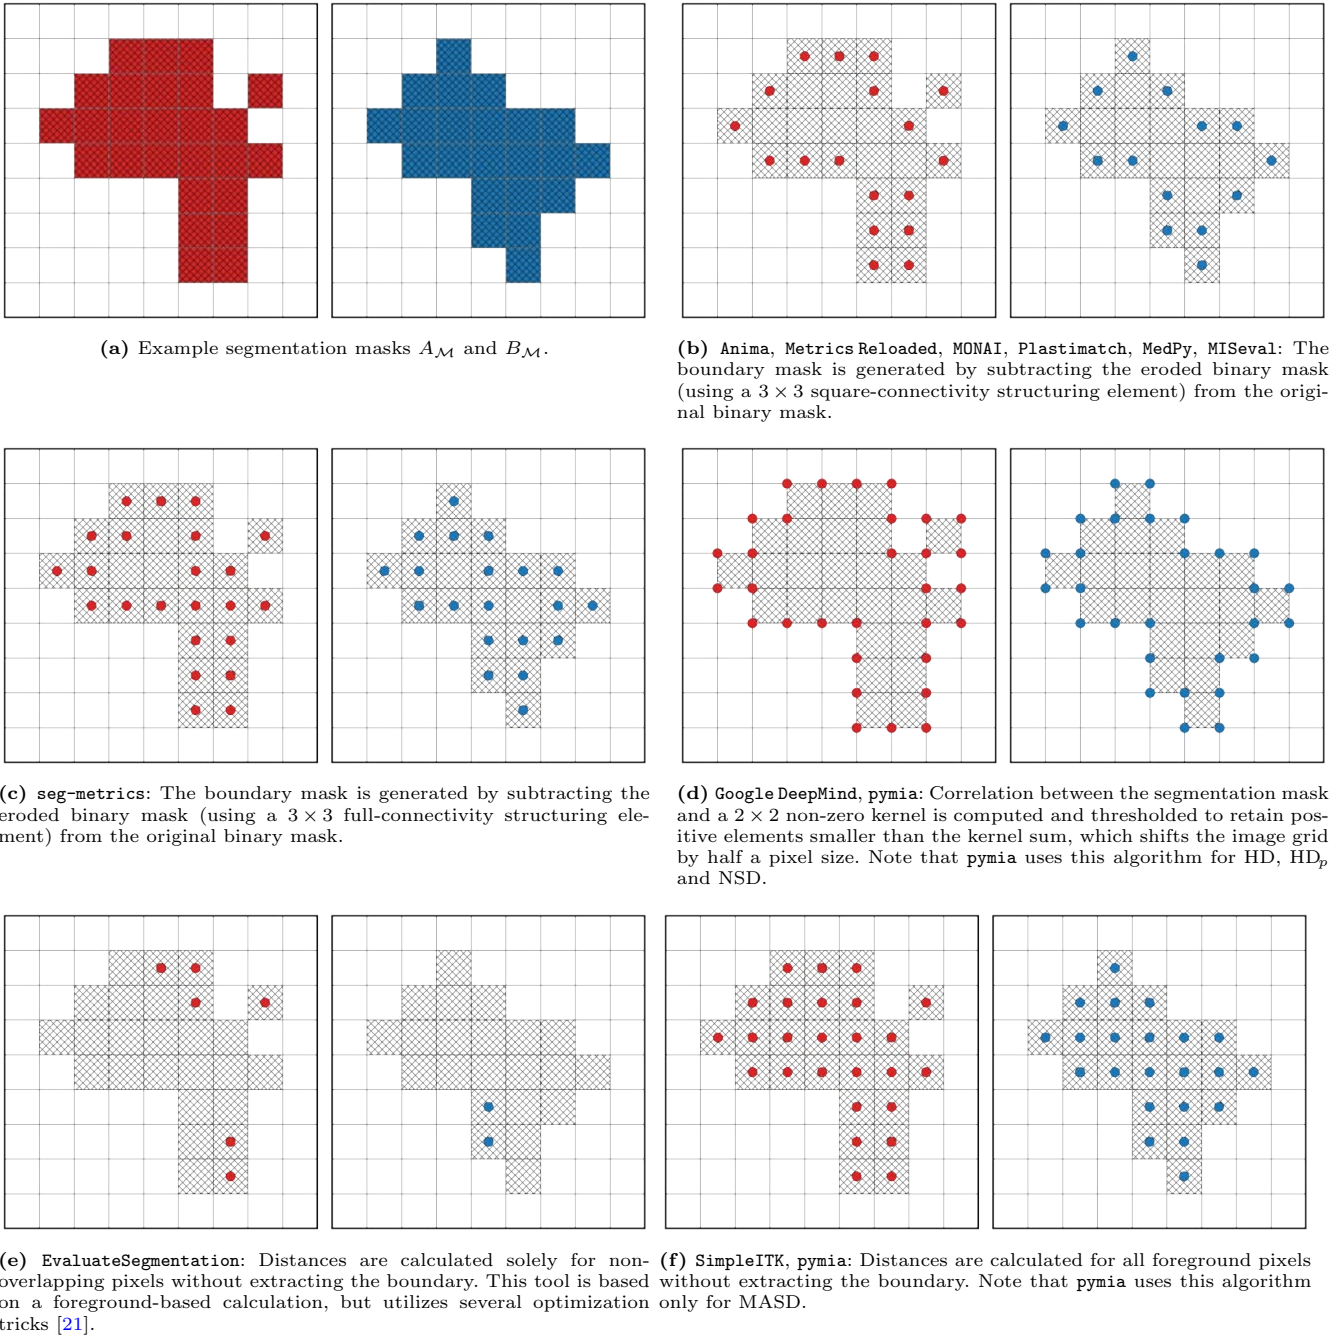 (a) Example segmentation masks A_ℳ and B_ℳ.
(b) Anima, Metrics Reloaded, MONAI, Plastimatch, MedPy, MISeval: The
boundary mask is generated by subtracting the eroded binary mask
(using a 3 × 3 square-connectivity structuring element) from the origi-
nal binary mask.
(c) seg-metrics: The boundary mask is generated by subtracting the
eroded binary mask (using a 3 × 3 full-connectivity structuring ele-
ment) from the original binary mask.
(d) Google DeepMind, pymia: Correlation between the segmentation mask
and a 2 × 2 non-zero kernel is computed and thresholded to retain pos-
itive elements smaller than the kernel sum, which shifts the image grid
by half a pixel size. Note that pymia uses this algorithm for HD, HD_p
and NSD.
(e) EvaluateSegmentation: Distances are calculated solely for non-
overlapping pixels without extracting the boundary. This tool is based
on a foreground-based calculation, but utilizes several optimization
tricks [21].
(f) SimpleITK, pymia: Distances are calculated for all foreground pixels
without extracting the boundary. Note that pymia uses this algorithm
only for MASD.